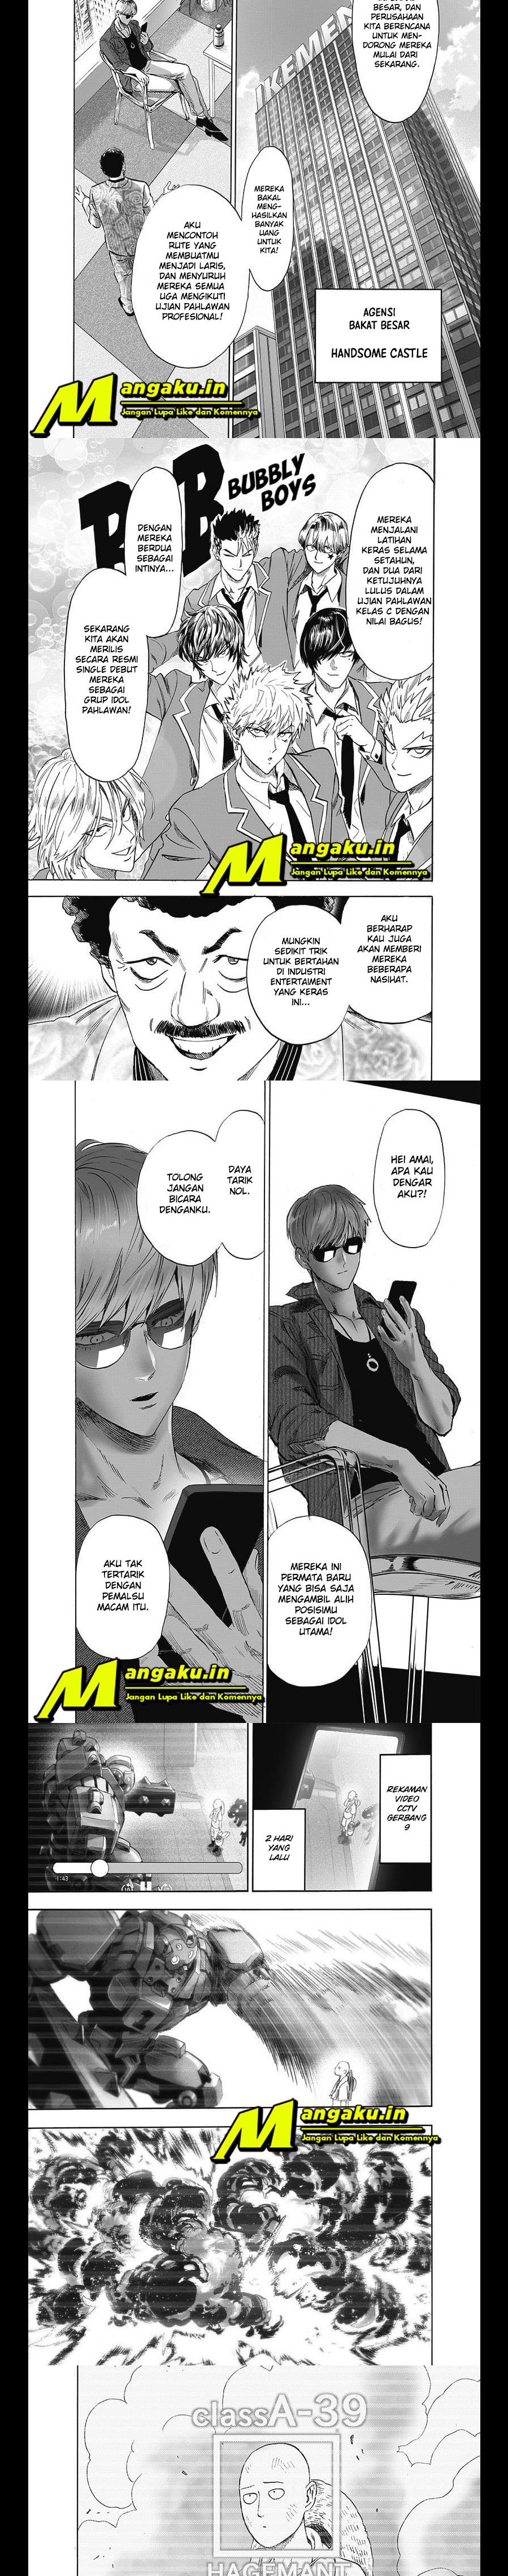 BESAR, DAN
PERUSAHAAN
KITA BERENCANA
UNTUK MEN-
DORONG MEREKA
MULAI DARI
SEKARANG.
IKEMEN
MEREKA
BAKAL
MENG-
HASILKAN
BANYAK
UANG
UNTUK
KITA!
AKU
MENCONTOH
RUTE YANG
MEMBUATMU
MENJADI LARIS,
DAN MENYURUH
MEREKA SEMUA
UGA MENGIKUTI
UJIAN PAHLAWAN
PROFESIONAL!
AGENSI
BAKAT BESAR
HANDSOME CASTLE
Mangaku.in
Jangan Lupa Like dan Komennya
BB
BUBBLY
BOYS
MEREKA
MENJALANI
LATIHAN
KERAS SELAMA
SETAHUN,
DAN DUA DARI
KETUJUHNYA
LULUS DALAM
UJIAN PAHLAWAN
KELAS C DENGAN
NILAI BAGUS!
DENGAN
MEREKA
BERDUA
SEBAGAI
INTINYA...
SEKARANG
KITA AKAN
MERILIS
SECARA RESMI
SINGLE DEBUT
MEREKA
SEBAGAI
GRUP IDOL
PAHLAWAN!
Mangaku.in
Jangan Lupa Like dan Komennya
AKU
BERHARAP
KAU JUGA
AKAN MEMBERI
MEREKA
BEBERAPA
NASIHAT.
MUNGKIN
SEDIKIT TRIK
UNTUK BERTAHAN
DI INDUSTRI
ENTERTAIMENT
YANG KERAS
INI...
HEI AMAI,
APA KAU
DENGAR
AKU?!
DAYA
TARIK
NOL.
TOLONG
JANGAN
BICARA
DENGANKU.
MEREKA INI
PERMATA BARU
YANG BISA SAJA
MENGAMBIL ALIH
POSISIMU
SEBAGAI IDOL
UTAMA!
AKU TAK
TERTARIK
DENGAN
PEMALSU
MACAM ITU.
Mangaku.in
Jangan Lupa Like dan Komennya
REKAMAN
VIDEO
CCTV
GERBANG
9
2 HARI
YANG
LALU
1:43
Mangaku.in
Jangan Lupa Like dan Komennya
classA-39
HAGEMANT